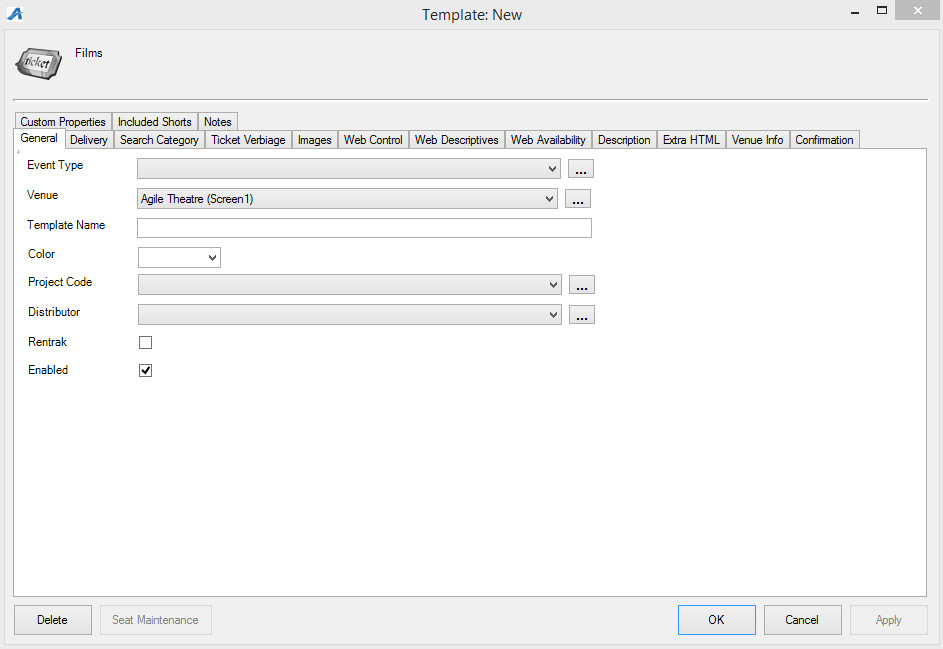 Template: New
ticket
Films
Custom Properties Included Shorts Notes
General Delivery Search Category Ticket Verbiage Images Web Control Web Descriptives Web Availability Description Extra HTML Venue Info Confirmation
Event Type ...
Venue Agile Theatre (Screen1) ...
Template Name
Color
Project Code ...
Distributor ...
Rentrak
Enabled
Delete Seat Maintenance OK Cancel Apply